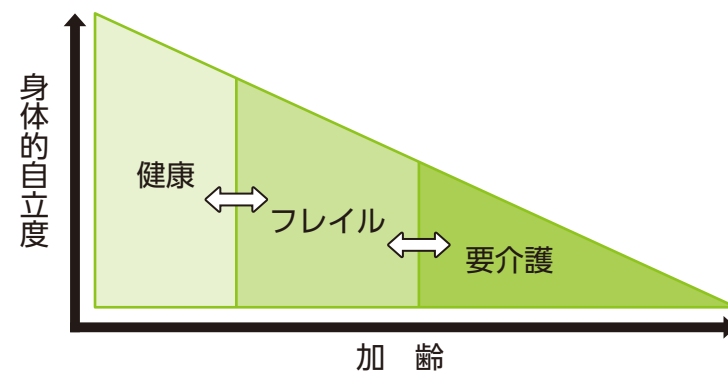 身体的自立度
健康
フレイル
要介護
加 齢